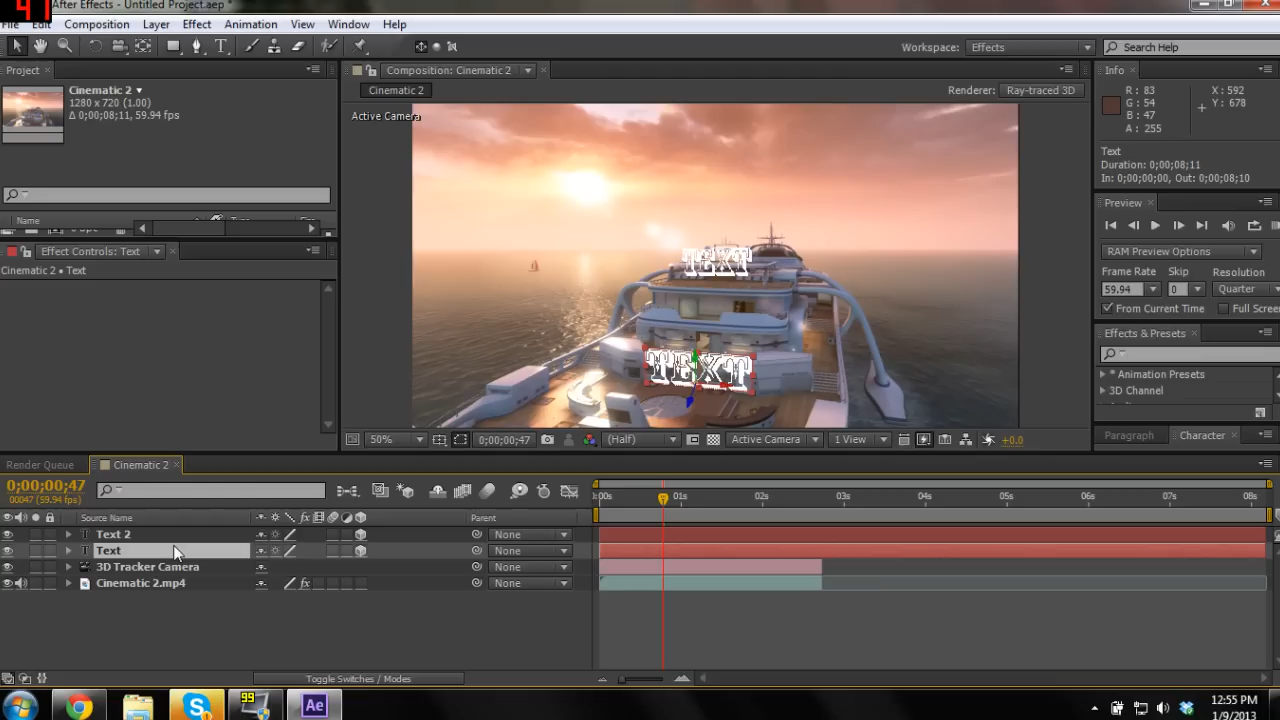 After Effects - Untitled Project.aep *
File Edit Composition Layer Effect Animation View Window Help
Workspace: Effects
Search Help
Project
Cinematic 2
1280 x 720 (1.00)
Δ 0;00;08;11, 59.94 fps
Name
Effect Controls: Text
Cinematic 2 • Text
Composition: Cinematic 2
Cinematic 2
Renderer: Ray-traced 3D
Active Camera
TEXT
TEXT
50%
0;00;00;47
(Half)
Active Camera
1 View
+0.0
Info
R : 83
G : 54
B : 47
A : 255
X : 592
Y : 678
Text
Duration: 0;00;08;11
In: 0;00;00;00, Out: 0;00;08;10
Preview
RAM Preview Options
Frame Rate Skip Resolution
59.94 0 Quarter
From Current Time Full Scree
Effects & Presets
* Animation Presets
3D Channel
Paragraph Character
Render Queue Cinematic 2
0;00;00;47
00047 (59.94 fps)
01s 02s 03s 04s 05s 06s 07s 08s
Source Name Parent
Text 2 None
Text None
3D Tracker Camera None
Cinematic 2.mp4 None
Toggle Switches / Modes
99
12:55 PM
1/9/2013